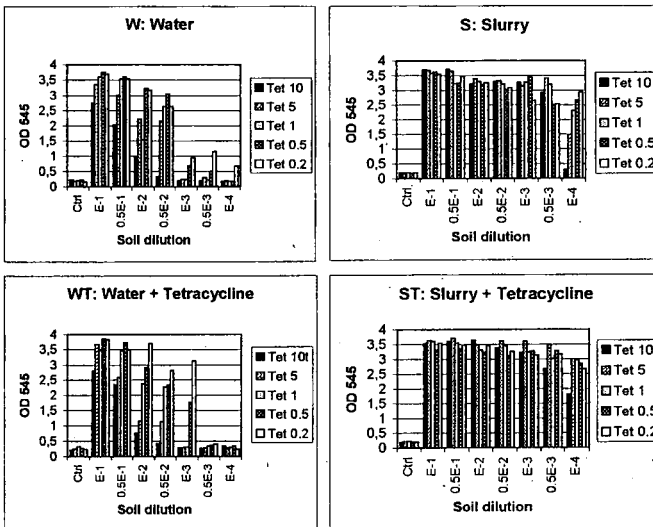 W: Water
OD 545
4
3,5
3
2,5
2
1,5
1
0,5
0
Ctrl
E-1
0.5E-1
E-2
0.5E-2
E-3
0.5E-3
E-4
Soil dilution
Tet 10
Tet 5
Tet 1
Tet 0.5
Tet 0.2
S: Slurry
OD 545
4
3,5
3
2,5
2
1,5
1
0,5
0
Ctrl.
E-1
0.5E-1
E-2
0.5E-2
E-3
0.5E-3
E-4
Soil dilution
Tet 10
Tet 5
Tet 1
Tet 0.5
Tet 0.2
WT: Water + Tetracycline
OD 545
4
3,5
3
2,5
2
1,5
1
0,5
0
Ctrl
E-1
0.5E-1
E-2
0.5E-2
E-3
0.5E-3
E-4
Soil dilution
Tet 10t
Tet 5
Tet 1
Tet 0.5
Tet 0.2
ST: Slurry + Tetracycline
OD 545
4
3,5
3
2,5
2
1,5
1
0,5
0
Ctrl
E-1
0.5E-1
E-2
0.5E-2
E-3
0.5E-3
E-4
Soil dilution
Tet 10
Tet 5
Tet 1
Tet 0.5
Tet 0.2